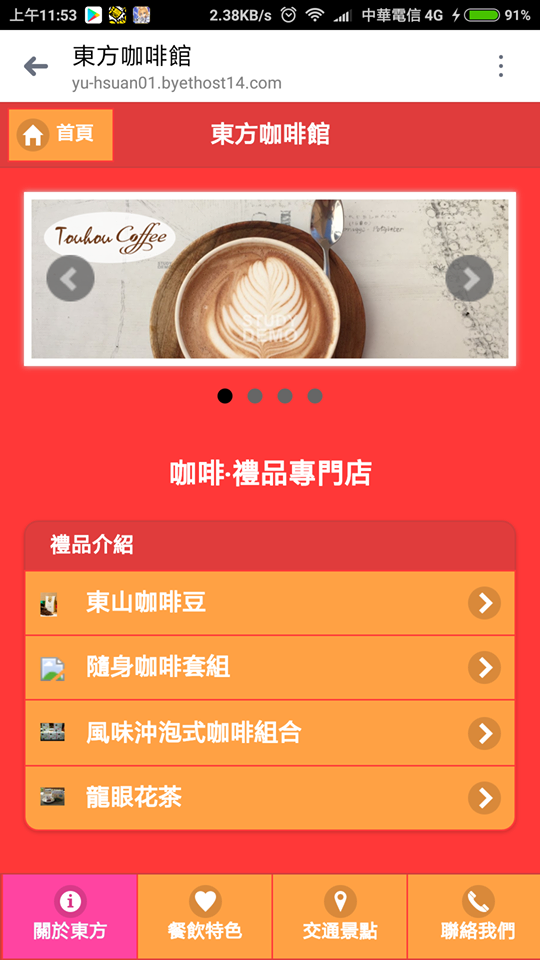 上午11:53
2.38KB/s
中華電信 4G
91%
東方咖啡館
yu-hsuan01.byethost14.com
首頁
東方咖啡館
Touhou Coffee
STUDY
DEMO
咖啡·禮品專門店
禮品介紹
東山咖啡豆
隨身咖啡套組
風味沖泡式咖啡組合
龍眼花茶
關於東方
餐飲特色
交通景點
聯絡我們